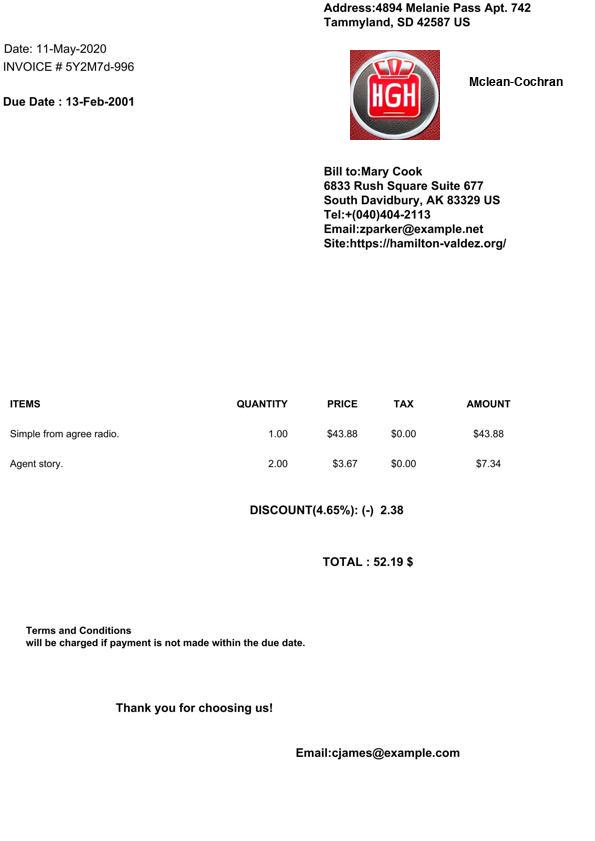 Address:4894 Melanie Pass Apt. 742
Tammyland, SD 42587 US
Date: 11-May-2020
INVOICE # 5Y2M7d-996
Due Date : 13-Feb-2001
HGH
Mclean-Cochran
Bill to:Mary Cook
6833 Rush Square Suite 677
South Davidbury, AK 83329 US
Tel:+(040)404-2113
Email:zparker@example.net
Site:https://hamilton-valdez.org/
ITEMS QUANTITY PRICE TAX AMOUNT
Simple from agree radio. 1.00 $43.88 $0.00 $43.88
Agent story. 2.00 $3.67 $0.00 $7.34
DISCOUNT(4.65%): (-) 2.38
TOTAL : 52.19 $
Terms and Conditions
will be charged if payment is not made within the due date.
Thank you for choosing us!
Email:cjames@example.com